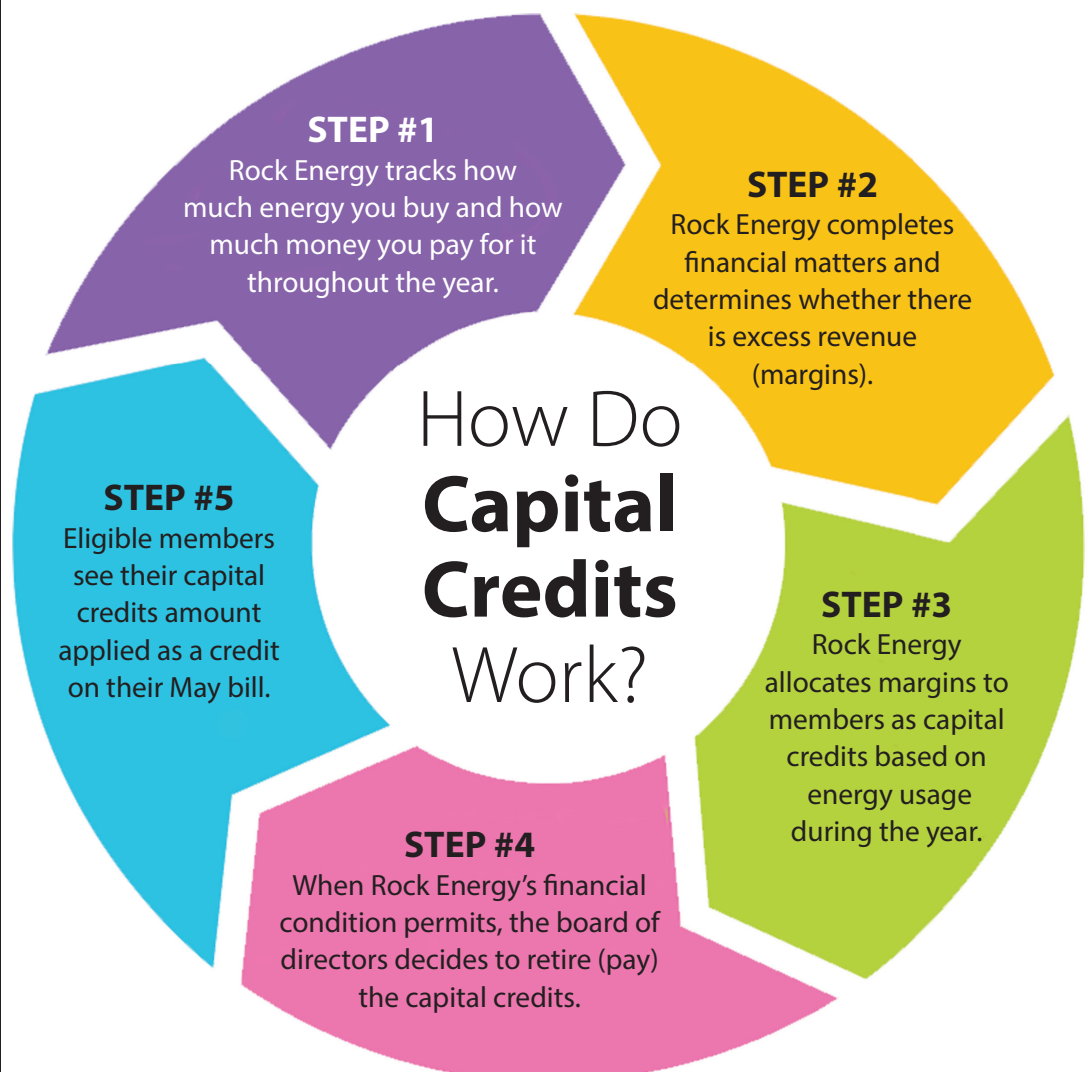 How Do
Capital
Credits
Work?
STEP #1
Rock Energy tracks how
much energy you buy and how
much money you pay for it
throughout the year.
STEP #2
Rock Energy completes
financial matters and
determines whether there
is excess revenue
(margins).
STEP #3
Rock Energy
allocates margins to
members as capital
credits based on
energy usage
during the year.
STEP #4
When Rock Energy’s financial
condition permits, the board of
directors decides to retire (pay)
the capital credits.
STEP #5
Eligible members
see their capital
credits amount
applied as a credit
on their May bill.